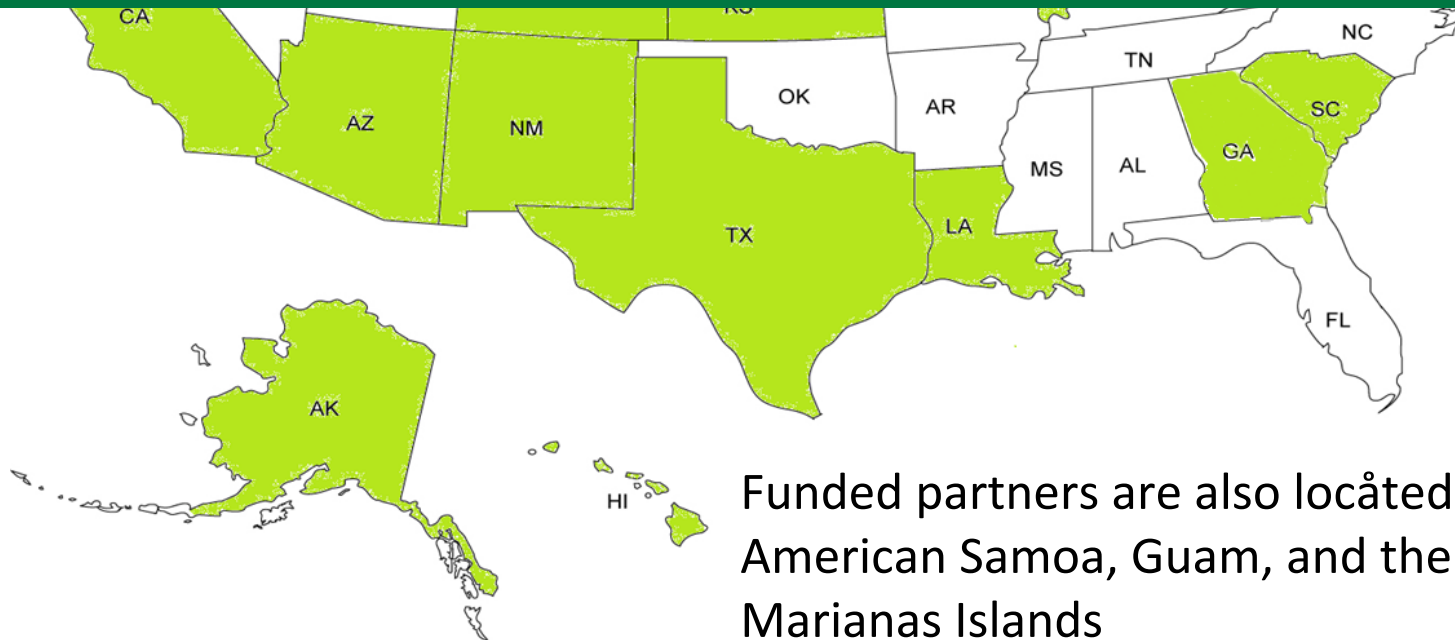 CA
KS
NC
TN
OK
AR
SC
AZ
NM
GA
MS
AL
LA
TX
FL
AK
HI
Funded partners are also locåted
American Samoa, Guam, and the
Marianas Islands